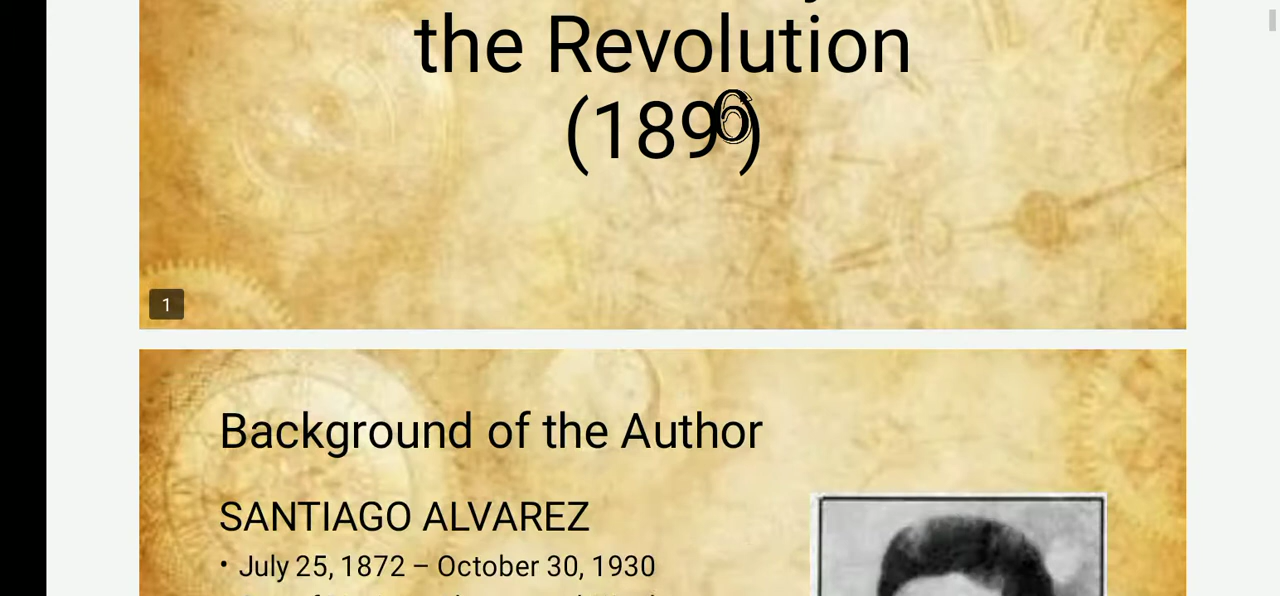 the Revolution
(1896)
1
Background of the Author
SANTIAGO ALVAREZ
• July 25, 1872 – October 30, 1930